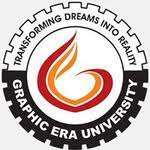 TRANSFORMING DREAMS INTO REALITY
GRAPHIC ERA UNIVERSITY